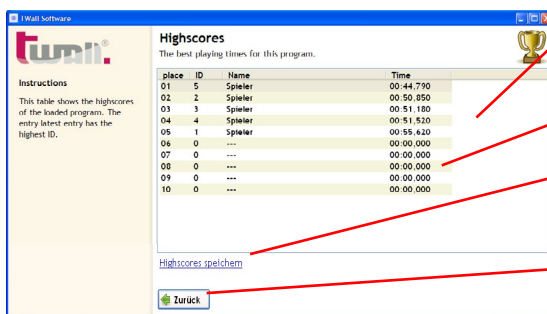 TWall Software
twall®
Instructions
This table shows the highscores
of the loaded program. The
entry latest entry has the
highest ID.
Highscores
The best playing times for this program.
place ID Name Time
01 5 Spieler 00:44,790
02 2 Spieler 00:50,850
03 3 Spieler 00:51,180
04 4 Spieler 00:51,520
05 1 Spieler 00:55,620
06 0 --- 00:00,000
07 0 --- 00:00,000
08 0 --- 00:00,000
09 0 --- 00:00,000
10 0 --- 00:00,000
Highscores speichern
Zurück